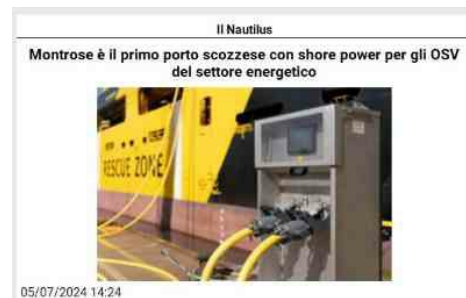 Il Nautilus
Montrose è il primo porto scozzese con shore power per gli OSV
del settore energetico
RESCUE ZONE
05/07/2024 14:24